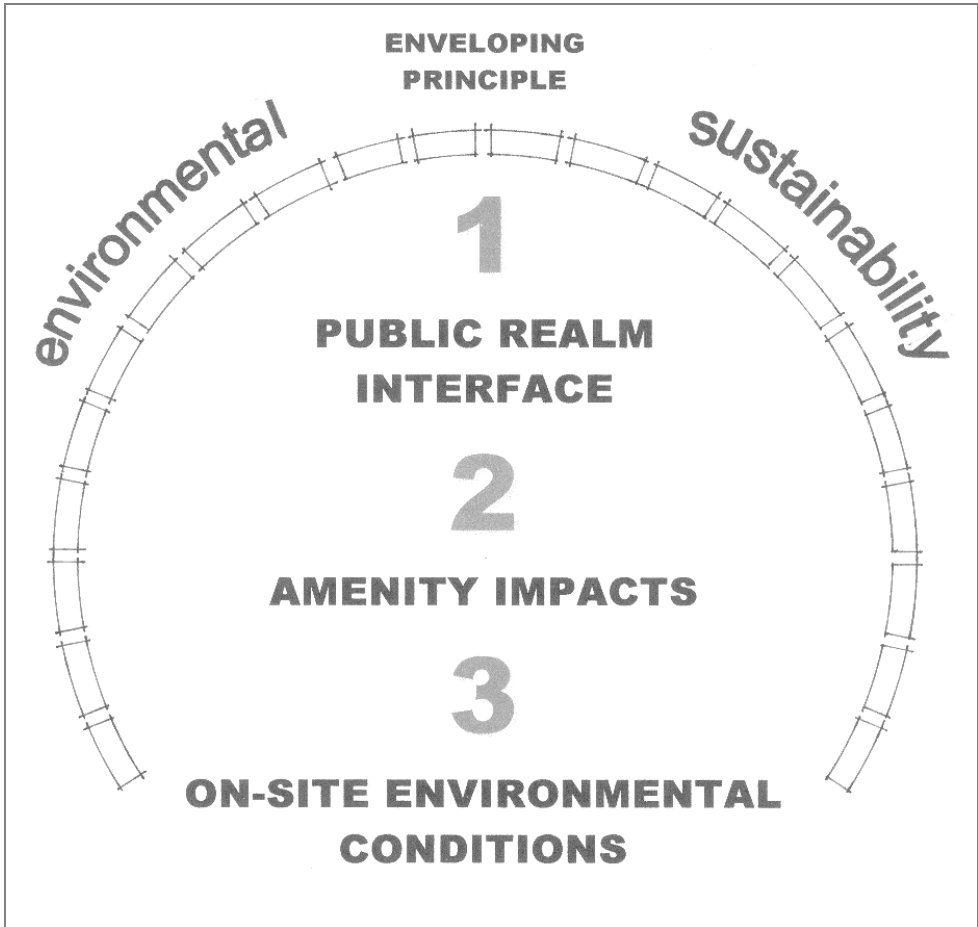 ENVELOPING
PRINCIPLE
environmental
sustainability
1
PUBLIC REALM
INTERFACE
2
AMENITY IMPACTS
3
ON-SITE ENVIRONMENTAL
CONDITIONS